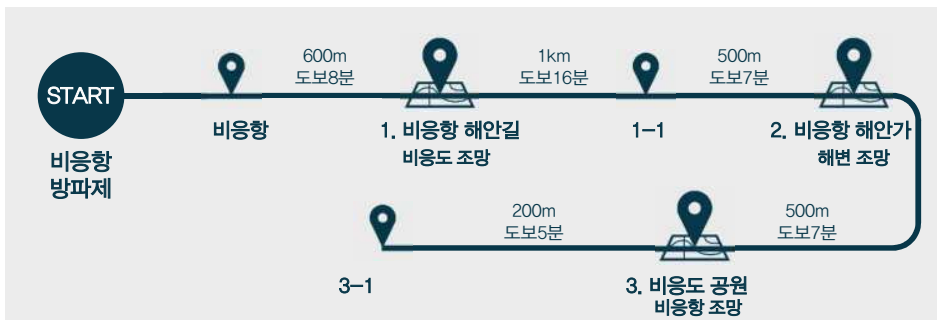 START
비응항
방파제
비응항
600m
도보8분
1. 비응항 해안길
비응도 조망
1km
도보16분
1-1
500m
도보7분
2. 비응항 해안가
해변 조망
500m
도보7분
3. 비응도 공원
비응항 조망
200m
도보5분
3-1